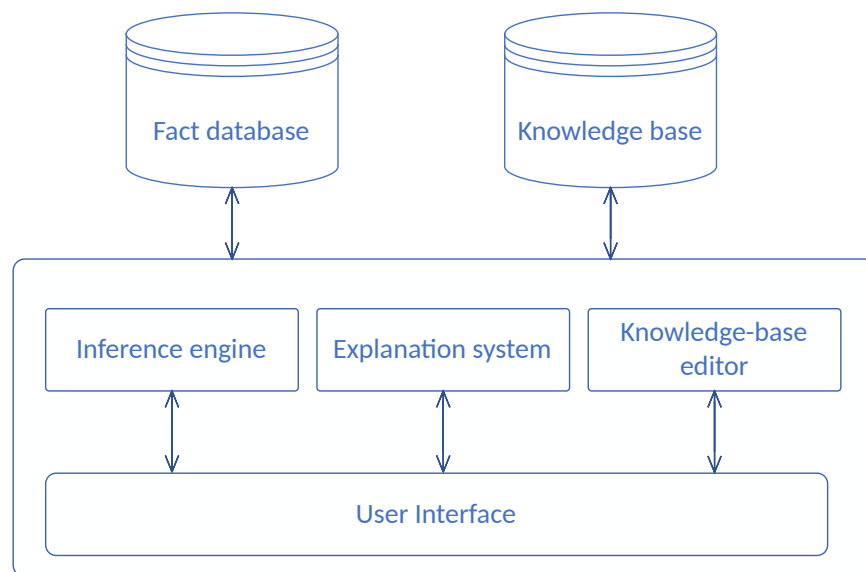 Fact database
Knowledge base
Inference engine
Explanation system
Knowledge-base
editor
User Interface